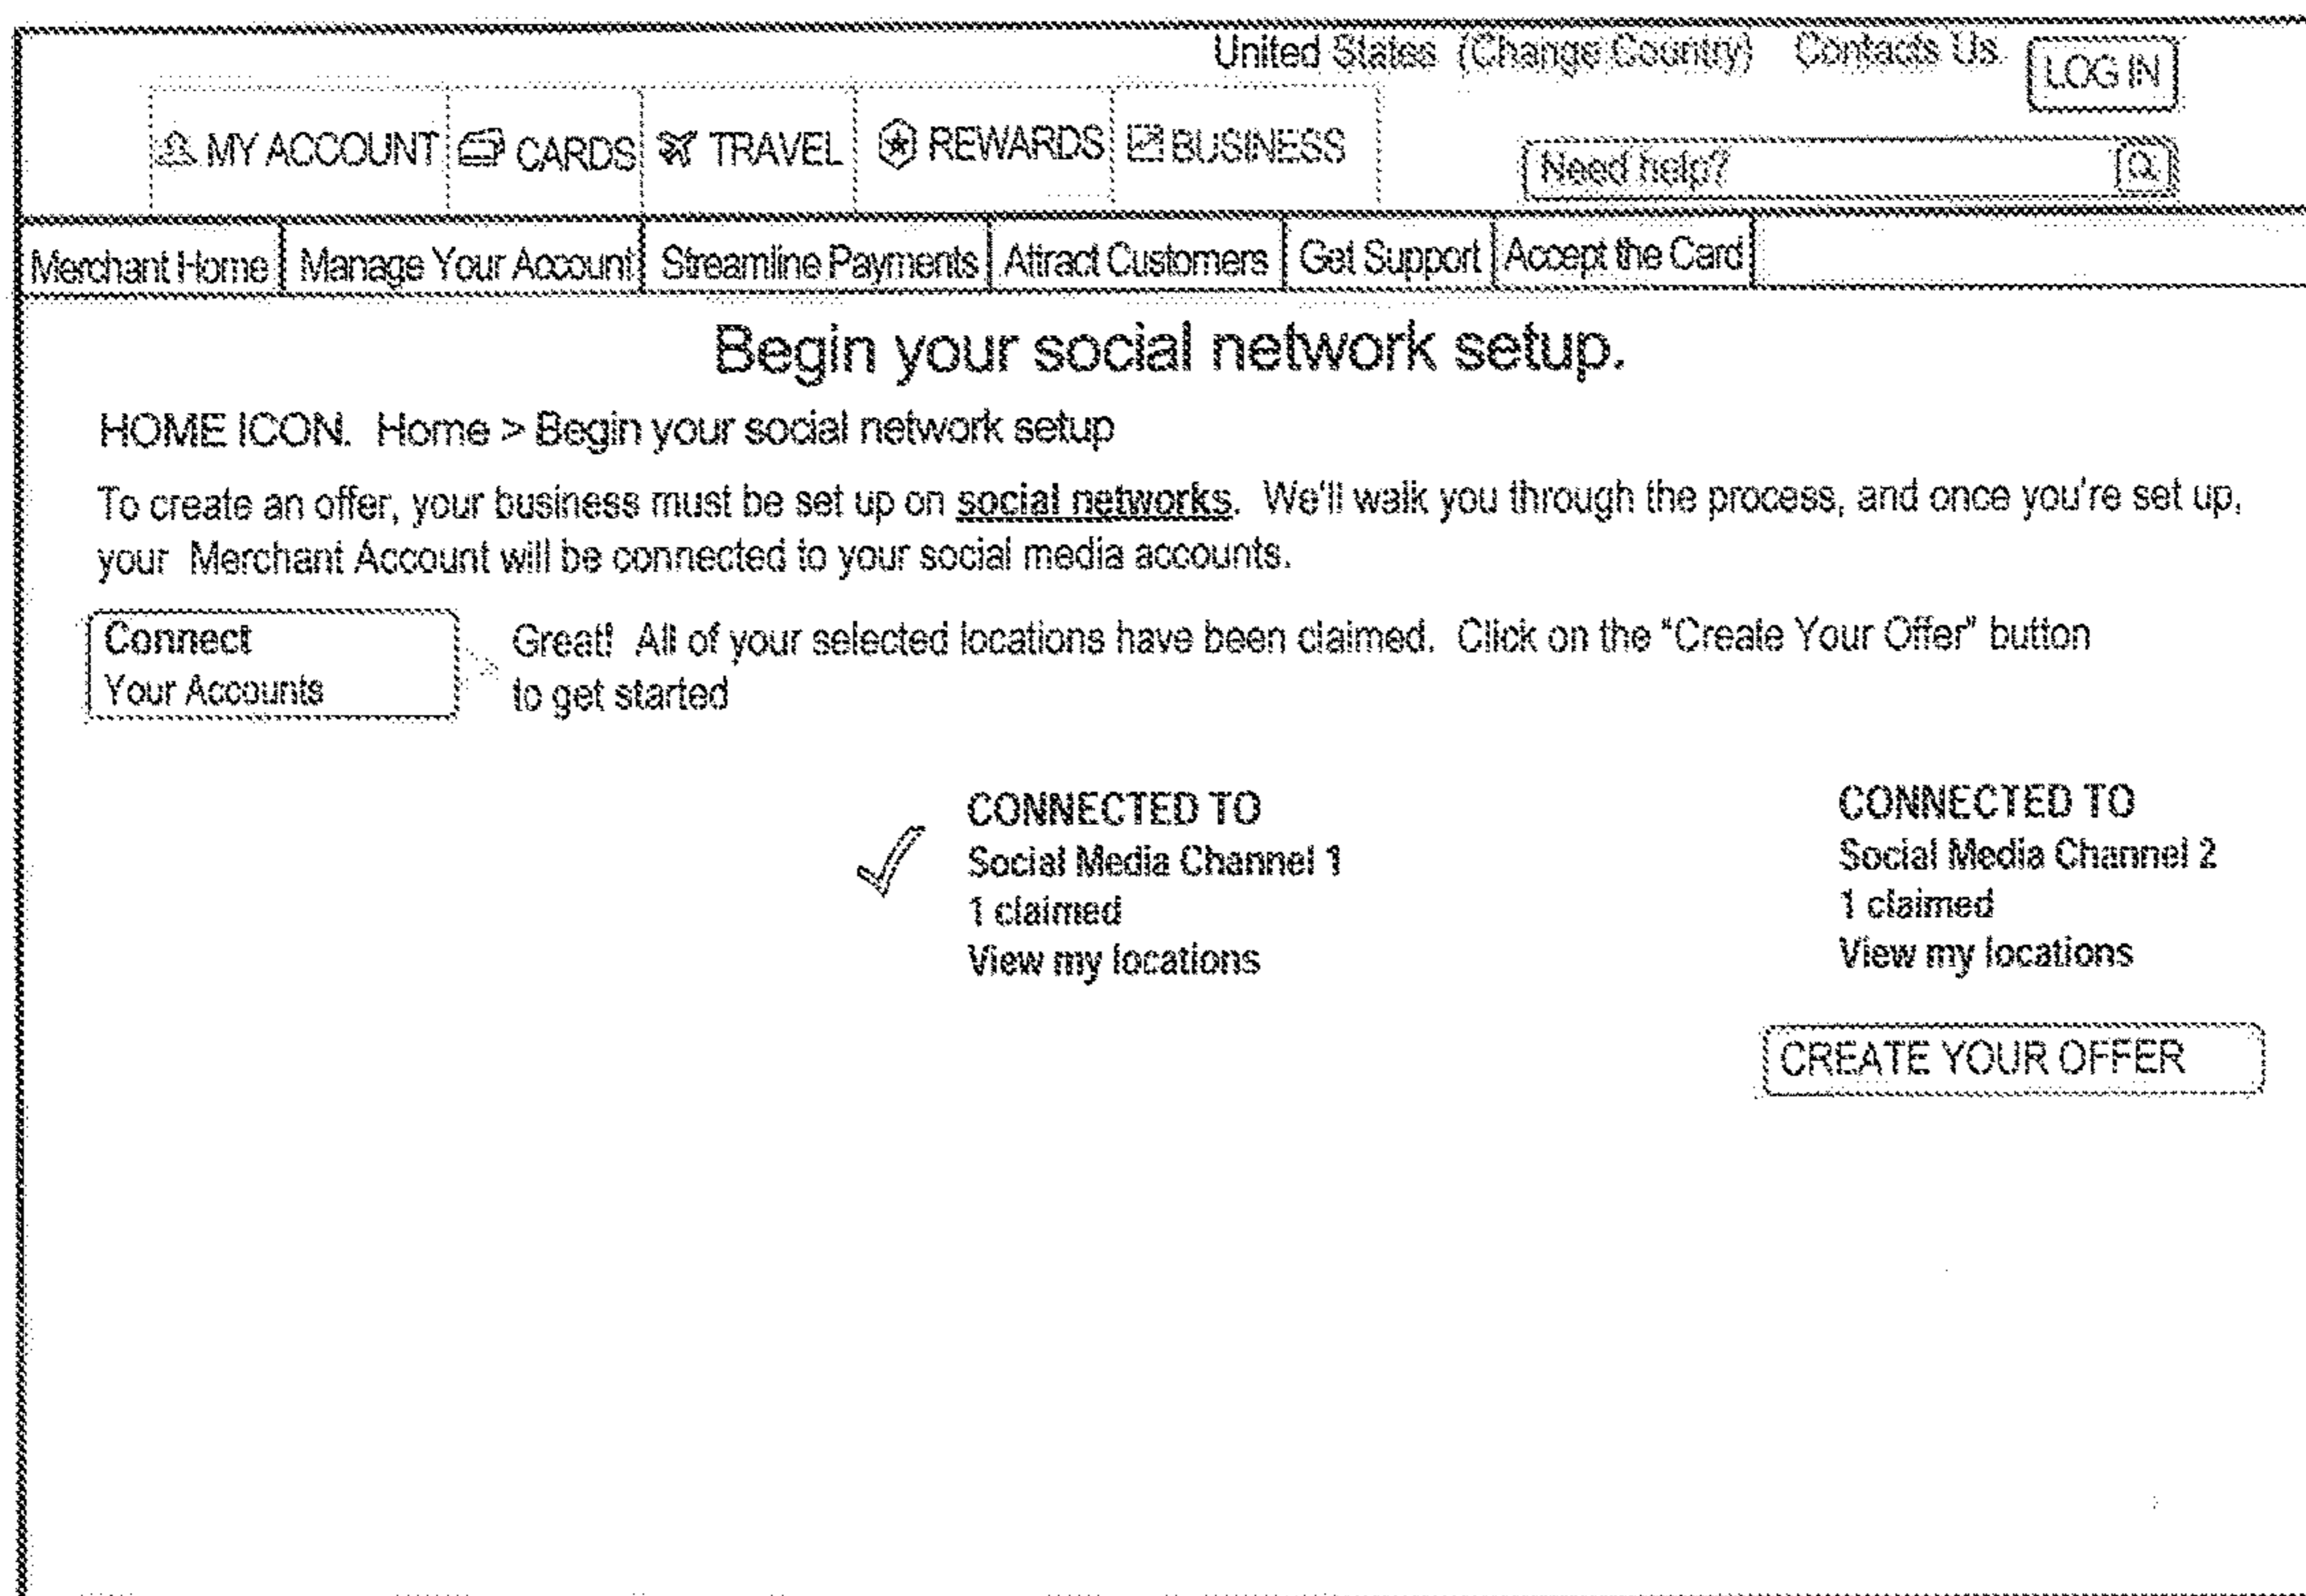 United States (Change Country) Contacts Us LOG IN
MY ACCOUNT CARDS TRAVEL REWARDS BUSINESS
Need help?
Merchant Home Manage Your Account Streamline Payments Attract Customers Get Support Accept the Card
Begin your social network setup.
HOME ICON. Home > Begin your social network setup
To create an offer, your business must be set up on social networks. We'll walk you through the process, and once you're set up,
your Merchant Account will be connected to your social media accounts.
Connect
Your Accounts
Great! All of your selected locations have been claimed. Click on the "Create Your Offer" button
to get started
CONNECTED TO
Social Media Channel 1
1 claimed
View my locations
CONNECTED TO
Social Media Channel 2
1 claimed
View my locations
CREATE YOUR OFFER